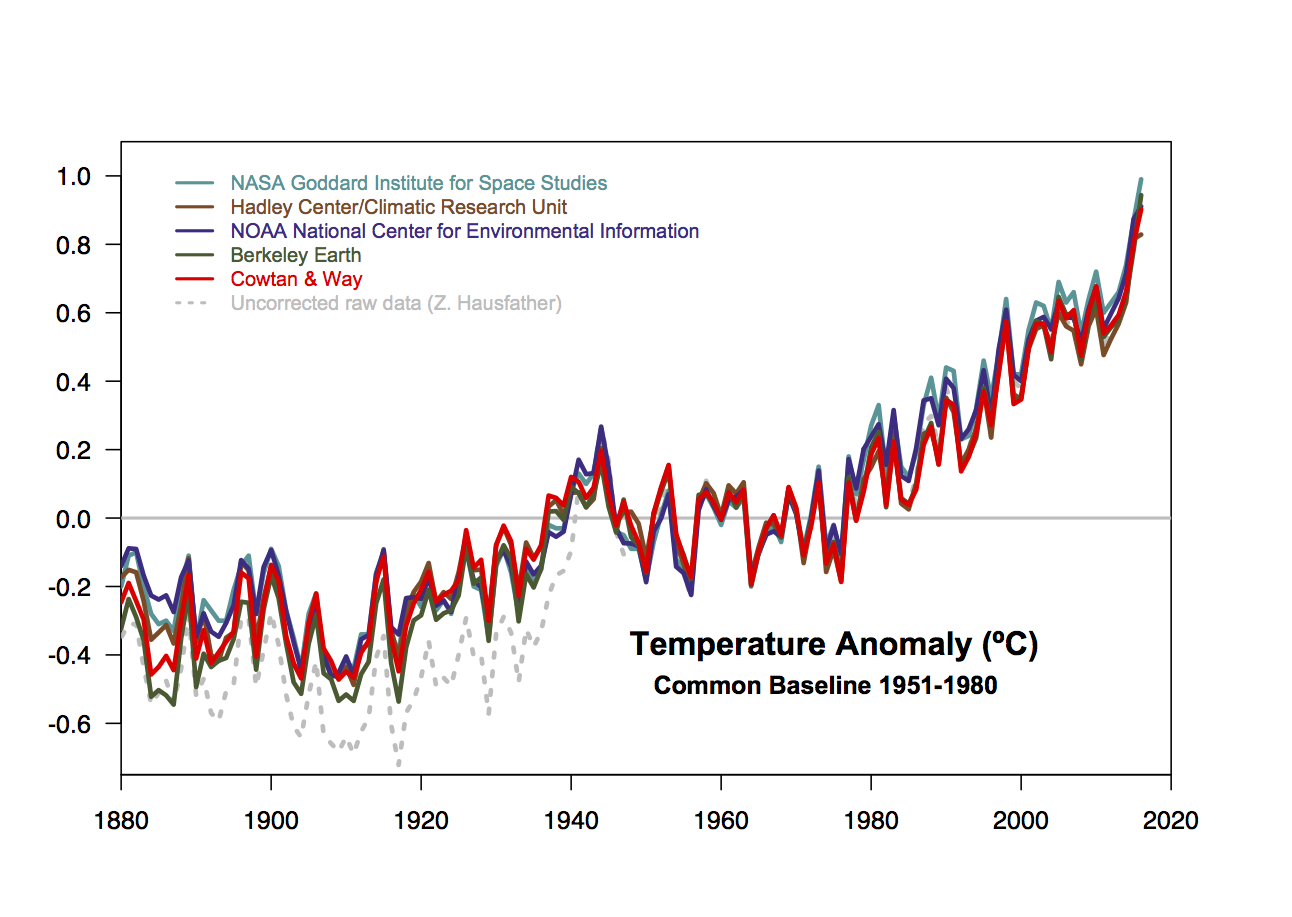 1.0
0.8
0.6
0.4
0.2
0.0
-0.2
-0.4
-0.6
NASA Goddard Institute for Space Studies
Hadley Center/Climatic Research Unit
NOAA National Center for Environmental Information
Berkeley Earth
Cowtan & Way
Uncorrected raw data (Z. Hausfather)
Temperature Anomaly (ºC)
Common Baseline 1951-1980
1880 1900 1920 1940 1960 1980 2000 2020